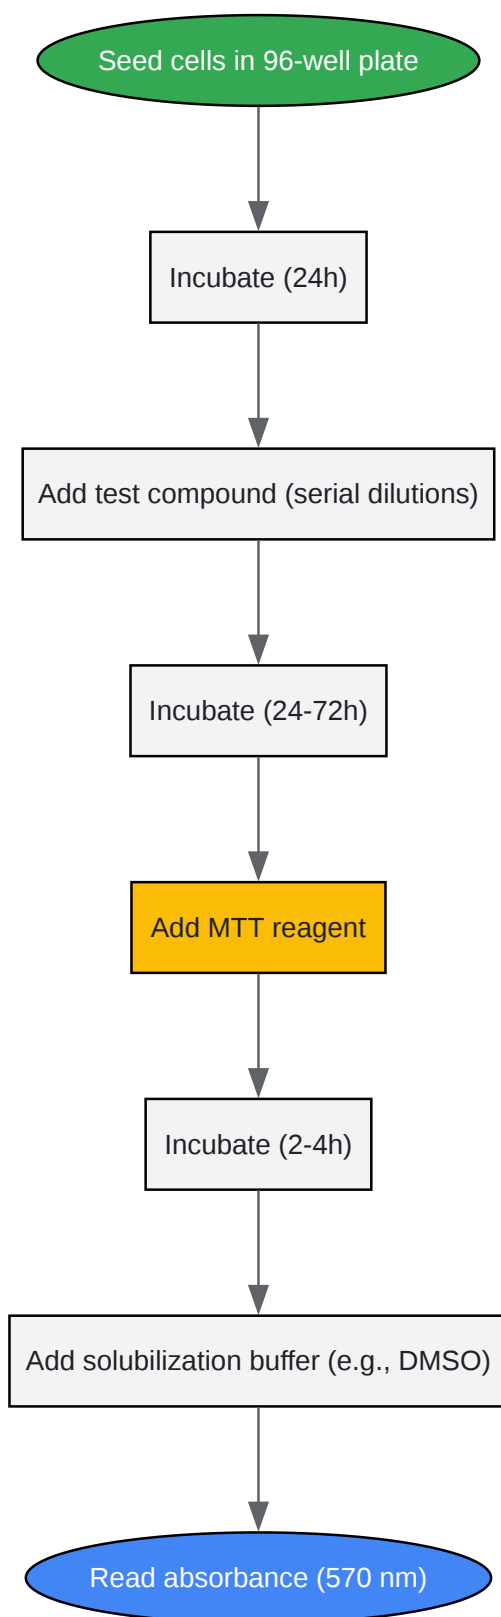 Seed cells in 96-well plate
Incubate (24h)
Add test compound (serial dilutions)
Incubate (24-72h)
Add MTT reagent
Incubate (2-4h)
Add solubilization buffer (e.g., DMSO)
Read absorbance (570 nm)